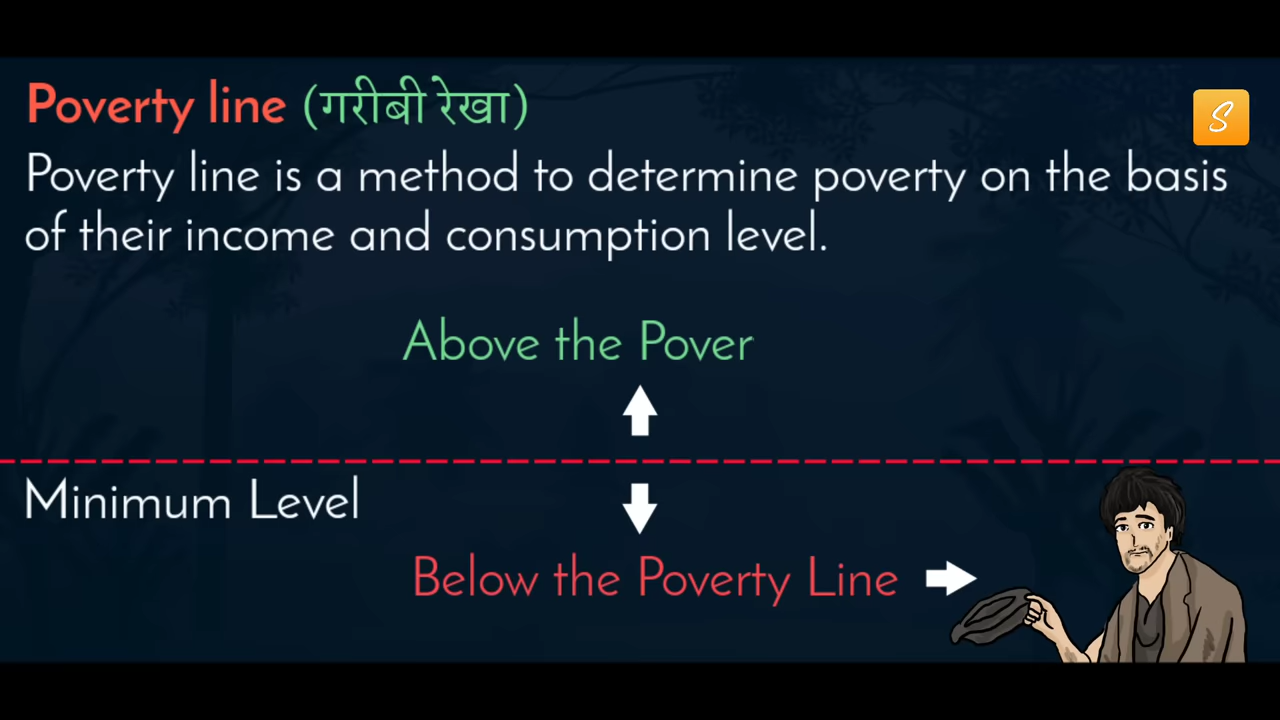 Poverty line (गरीबी रेखा)
S
Poverty line is a method to determine poverty on the basis
of their income and consumption level.
Above the Pover
Minimum Level
Below the Poverty Line